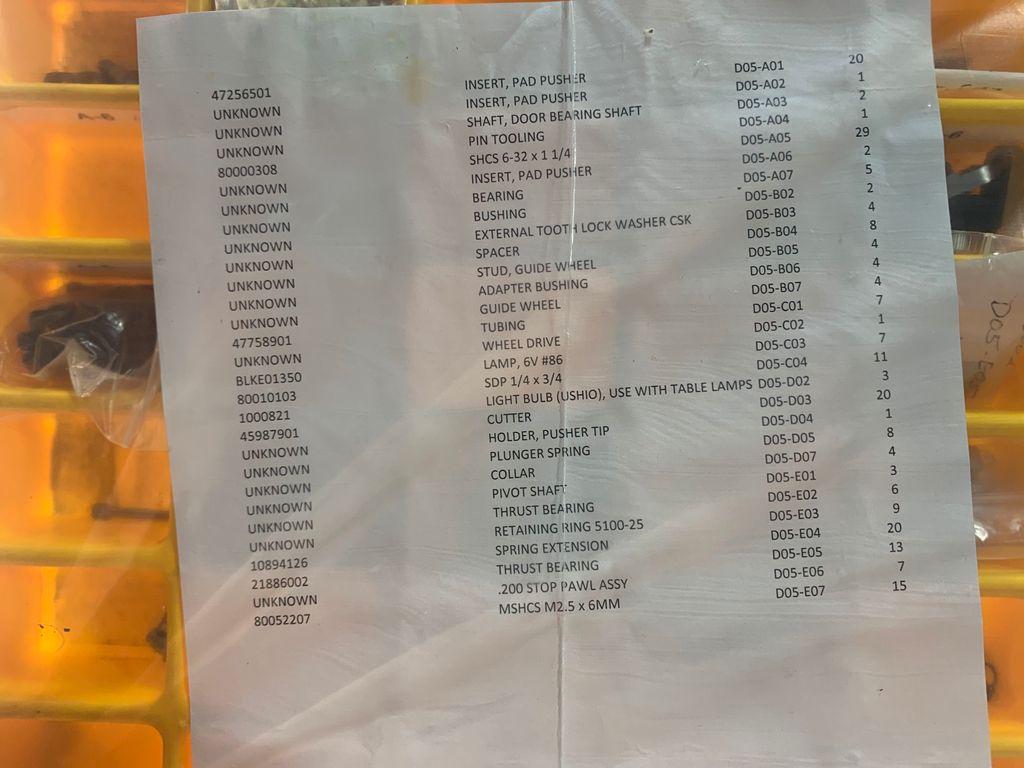 47256501 INSERT, PAD PUSHER D05-A01 20
UNKNOWN INSERT, PAD PUSHER D05-A02 1
UNKNOWN SHAFT, DOOR BEARING SHAFT D05-A03 2
UNKNOWN PIN TOOLING D05-A04 1
80000308 SHCS 6-32 x 1 1/4 D05-A05 29
UNKNOWN INSERT, PAD PUSHER D05-A06 2
UNKNOWN BEARING D05-A07 5
UNKNOWN BUSHING D05-B02 2
UNKNOWN EXTERNAL TOOTH LOCK WASHER CSK D05-B03 4
UNKNOWN SPACER D05-B04 8
UNKNOWN STUD, GUIDE WHEEL D05-B05 4
UNKNOWN ADAPTER BUSHING D05-B06 4
UNKNOWN GUIDE WHEEL D05-B07 4
47758901 TUBING D05-C01 7
UNKNOWN WHEEL DRIVE D05-C02 1
BLKE01350 LAMP, 6V #86 D05-C03 7
80010103 SDP 1/4 x 3/4 D05-C04 11
1000821 LIGHT BULB (USHIO), USE WITH TABLE LAMPS D05-D02 3
45987901 CUTTER D05-D03 20
UNKNOWN HOLDER, PUSHER TIP D05-D04 1
UNKNOWN PLUNGER SPRING D05-D05 8
UNKNOWN COLLAR D05-D07 4
UNKNOWN PIVOT SHAFT D05-E01 3
UNKNOWN THRUST BEARING D05-E02 6
UNKNOWN RETAINING RING 5100-25 D05-E03 9
10894126 SPRING EXTENSION D05-E04 20
21886002 THRUST BEARING D05-E05 13
UNKNOWN .200 STOP PAWL ASSY D05-E06 7
80052207 MSHCS M2.5 x 6MM D05-E07 15